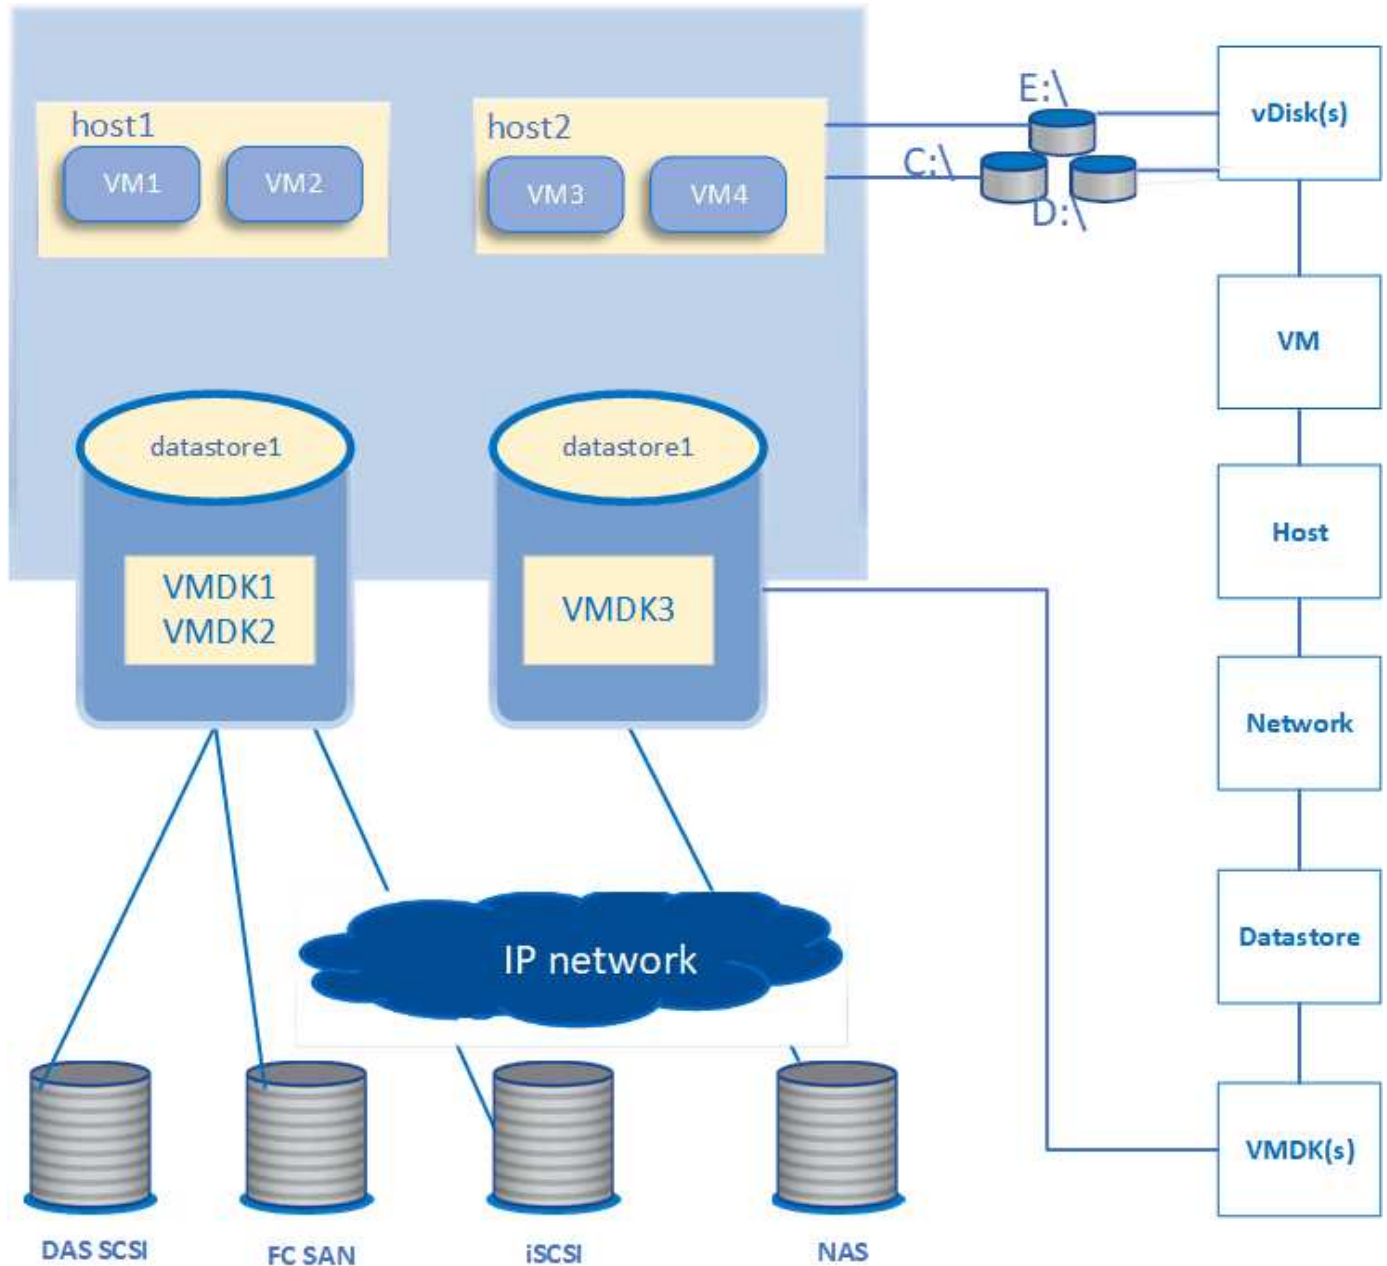 E:\
vDisk(s)
host1
host2
VM1
VM2
VM3
VM4
C:\
D:\
VM
datastore1
datastore1
Host
VMDK1
VMDK2
VMDK3
Network
IP network
Datastore
VMDK(s)
DAS SCSI
FC SAN
iSCSI
NAS